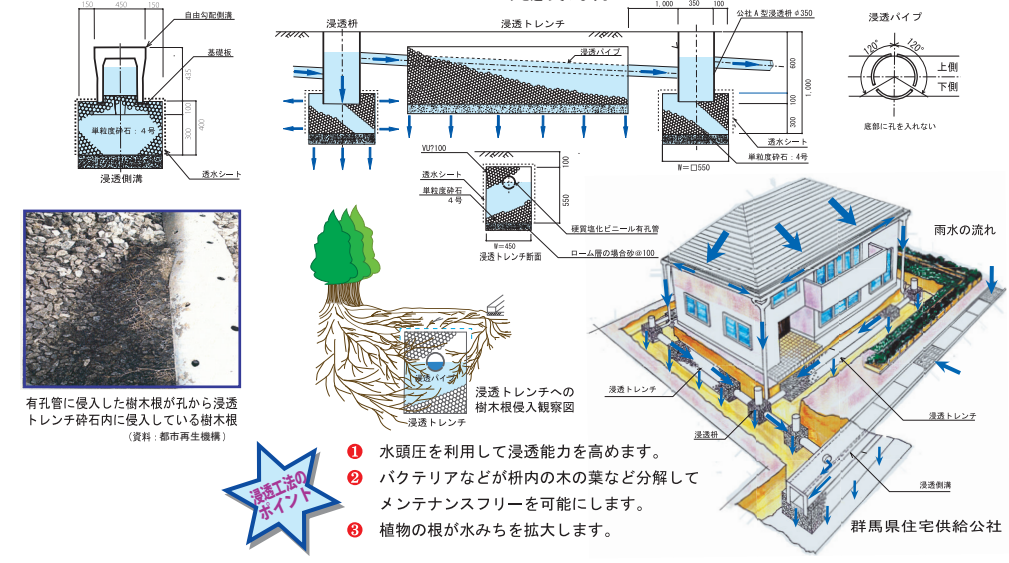 150 450 150
自由勾配側溝
基礎板
435
100
300
400
単粒度砕石：４号
浸透側溝
透水シート
浸透桝
浸透トレンチ
浸透パイプ
1,000 350 100
公社Ａ型浸透桝φ350
600
1,000
100
300
透水シート
単粒度砕石：4号
W＝□550
浸透パイプ
120° 120°
上側
下側
底部に孔を入れない
VU?100
透水シート
単粒度砕石
４号
100
550
硬質塩化ビニール有孔管
W＝450
浸透トレンチ断面
ローム層の場合砂＠100
有孔管に侵入した樹木根が孔から浸透
トレンチ砕石内に侵入している樹木根
（資料：都市再生機構）
浸透パイプ
浸透トレンチ
浸透トレンチへの
樹木根侵入観察図
雨水の流れ
浸透トレンチ
浸透桝
浸透トレンチ
浸透側溝
群馬県住宅供給公社
浸透工法の
ポイント
❶ 水頭圧を利用して浸透能力を高めます。
❷ バクテリアなどが桝内の木の葉など分解して
メンテナンスフリーを可能にします。
❸ 植物の根が水みちを拡大します。